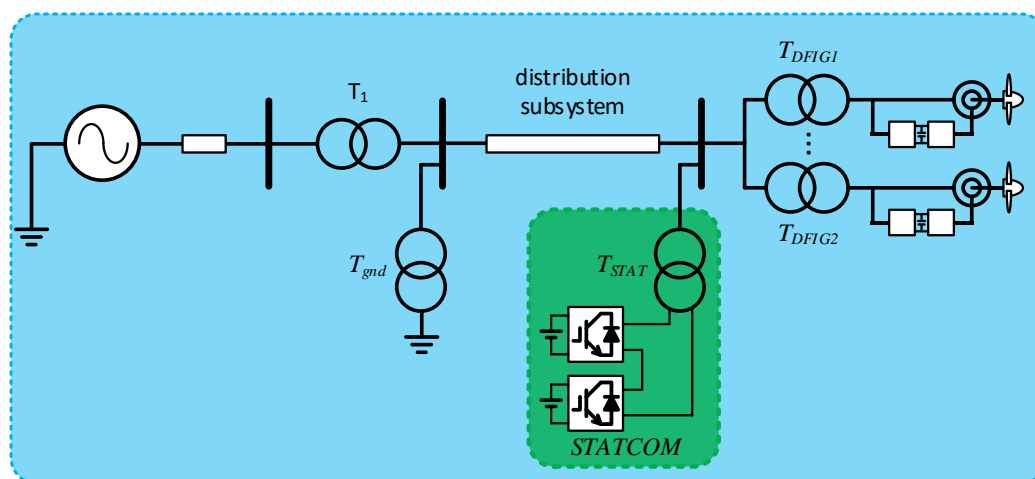 T1
distribution
subsystem
TDFIG1
TDFIG2
Tgnd
TSTAT
STATCOM